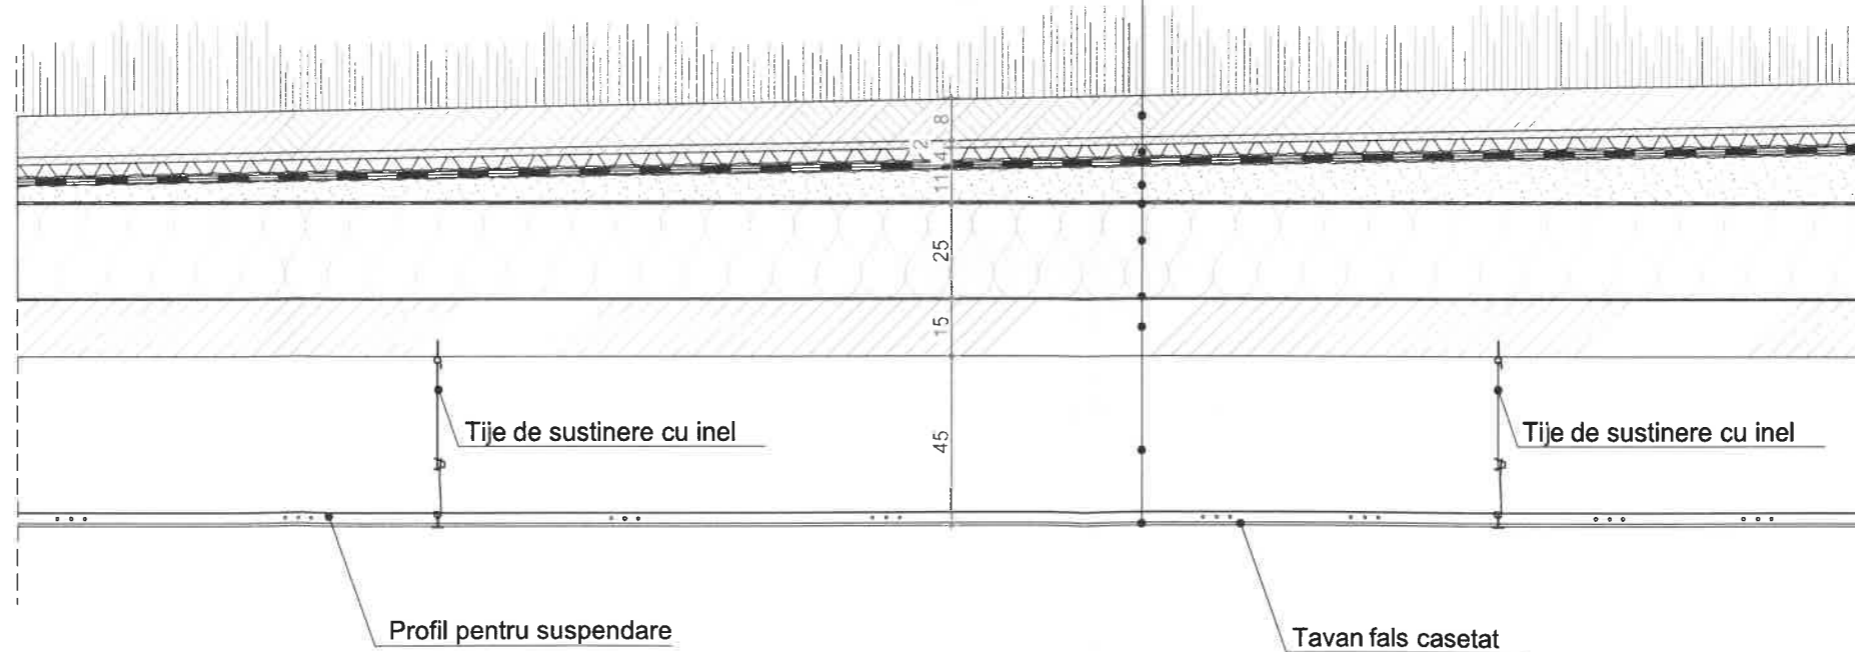 8
2
4
11
25
15
45
Tije de sustinere cu inel
Tije de sustinere cu inel
Profil pentru suspendare
Tavan fals casetat